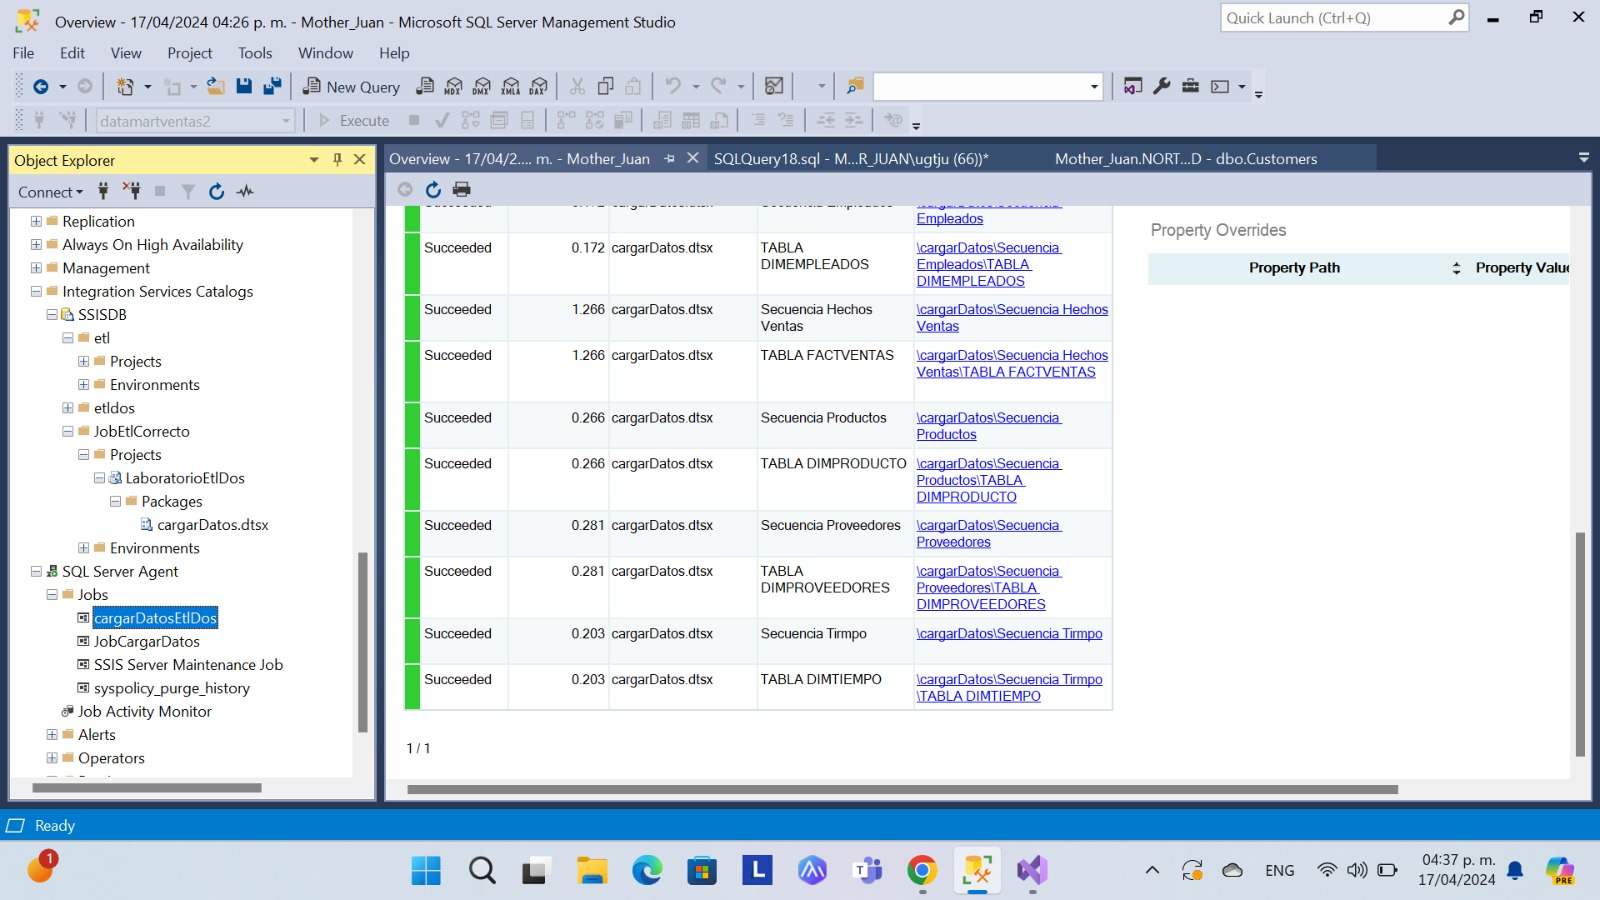 Overview - 17/04/2024 04:26 p. m. - Mother_Juan - Microsoft SQL Server Management Studio
Quick Launch (Ctrl+Q)
File Edit View Project Tools Window Help
New Query
MDX DMX XMLA DAX
datamartventas2
Execute
Object Explorer
Connect
Replication
Always On High Availability
Management
Integration Services Catalogs
SSISDB
etl
Projects
Environments
etldos
JobEtlCorrecto
Projects
LaboratorioEtlDos
Packages
cargarDatos.dtsx
Environments
SQL Server Agent
Jobs
cargarDatosEtlDos
JobCargarDatos
SSIS Server Maintenance Job
syspolicy_purge_history
Job Activity Monitor
Alerts
Operators
Overview - 17/04/2.... m. - Mother_Juan
SQLQuery18.sql - M...R_JUAN\ugtju (66))*
Mother_Juan.NORT...D - dbo.Customers
Empleados
Succeeded 0.172 cargarDatos.dtsx TABLA \cargarDatos\Secuencia
DIMEMPLEADOS Empleados\TABLA
DIMEMPLEADOS
Succeeded 1.266 cargarDatos.dtsx Secuencia Hechos \cargarDatos\Secuencia Hechos
Ventas Ventas
Succeeded 1.266 cargarDatos.dtsx TABLA FACTVENTAS \cargarDatos\Secuencia Hechos
Ventas\TABLA FACTVENTAS
Succeeded 0.266 cargarDatos.dtsx Secuencia Productos \cargarDatos\Secuencia
Productos
Succeeded 0.266 cargarDatos.dtsx TABLA DIMPRODUCTO \cargarDatos\Secuencia
Productos\TABLA
DIMPRODUCTO
Succeeded 0.281 cargarDatos.dtsx Secuencia Proveedores \cargarDatos\Secuencia
Proveedores
Succeeded 0.281 cargarDatos.dtsx TABLA \cargarDatos\Secuencia
DIMPROVEEDORES Proveedores\TABLA
DIMPROVEEDORES
Succeeded 0.203 cargarDatos.dtsx Secuencia Tirmpo \cargarDatos\Secuencia Tirmpo
Succeeded 0.203 cargarDatos.dtsx TABLA DIMTIEMPO \cargarDatos\Secuencia Tirmpo
\TABLA DIMTIEMPO
1 / 1
Property Overrides
Property Path Property Value
Ready
1
L
ENG
04:37 p. m.
17/04/2024
PRE